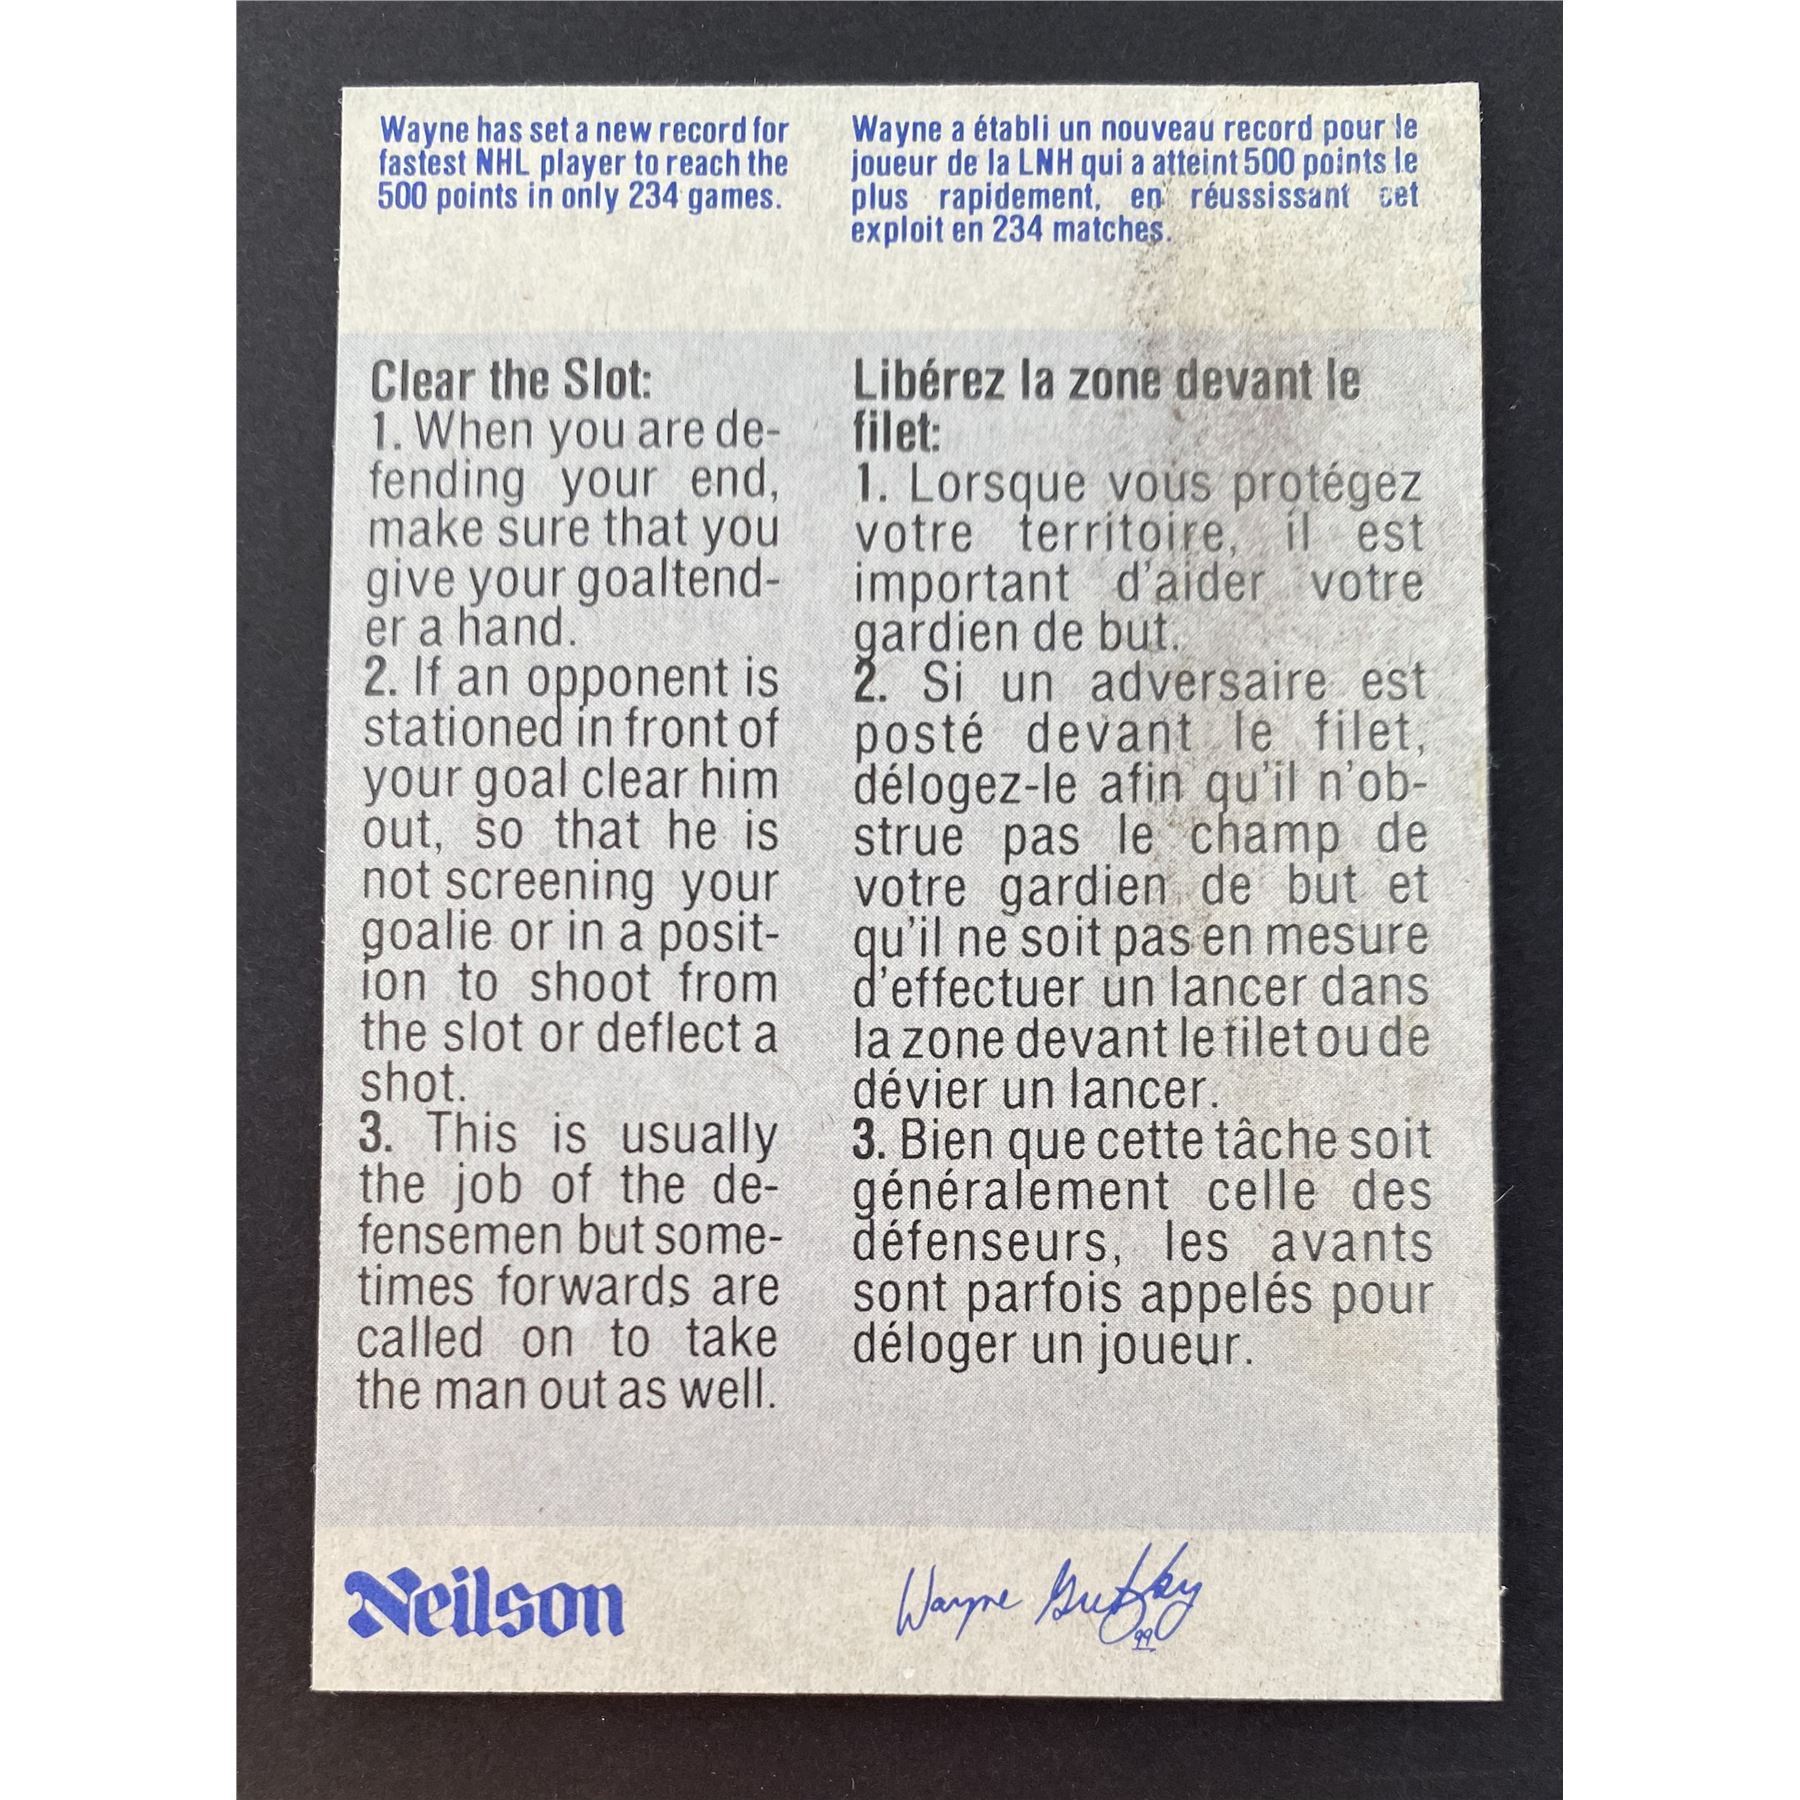 Wayne has set a new record for
fastest NHL player to reach the
500 points in only 234 games.
Wayne a établi un nouveau record pour le
joueur de la LNH qui a atteint 500 points le
plus rapidement, en réussissant cet
exploit en 234 matches.
Clear the Slot:
1. When you are de-
fending your end,
make sure that you
give your goaltend-
er a hand.
2. If an opponent is
stationed in front of
your goal clear him
out, so that he is
not screening your
goalie or in a posit-
ion to shoot from
the slot or deflect a
shot.
3. This is usually
the job of the de-
fensemen but some-
times forwards are
called on to take
the man out as well.
Libérez la zone devant le
filet:
1. Lorsque vous protégez
votre territoire, il est
important d'aider votre
gardien de but.
2. Si un adversaire est
posté devant le filet,
délogez-le afin qu'il n'ob-
strue pas le champ de
votre gardien de but et
qu'il ne soit pas en mesure
d'effectuer un lancer dans
la zone devant le filet ou de
dévier un lancer.
3. Bien que cette tâche soit
généralement celle des
défenseurs, les avants
sont parfois appelés pour
déloger un joueur.
Neilson
Wayne Gretzky
99